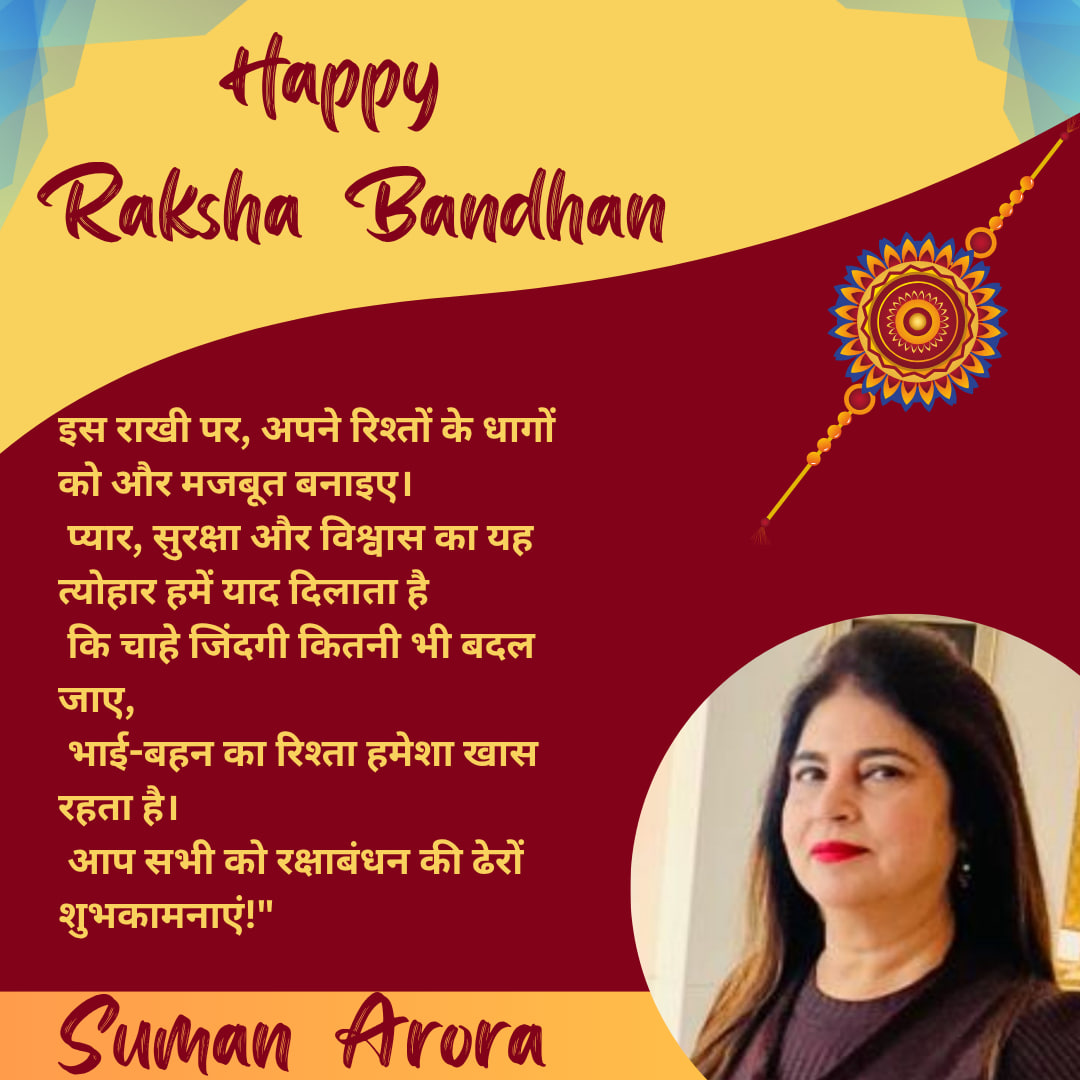 Happy
Raksha Bandhan
इस राखी पर, अपने रिश्तों के धागों
को और मजबूत बनाइए।
प्यार, सुरक्षा और विश्वास का यह
त्योहार हमें याद दिलाता है
कि चाहे जिंदगी कितनी भी बदल
जाए,
भाई-बहन का रिश्ता हमेशा खास
रहता है।
आप सभी को रक्षाबंधन की ढेरों
शुभकामनाएं!"
Suman Arora